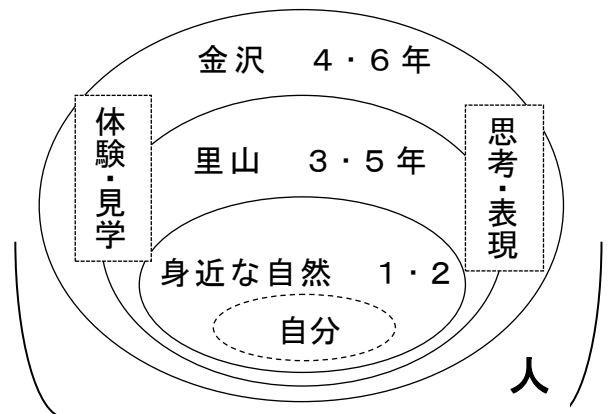 金沢　４・６年
体験・見学
思考・表現
里山　３・５年
身近な自然　１・２
自分
人